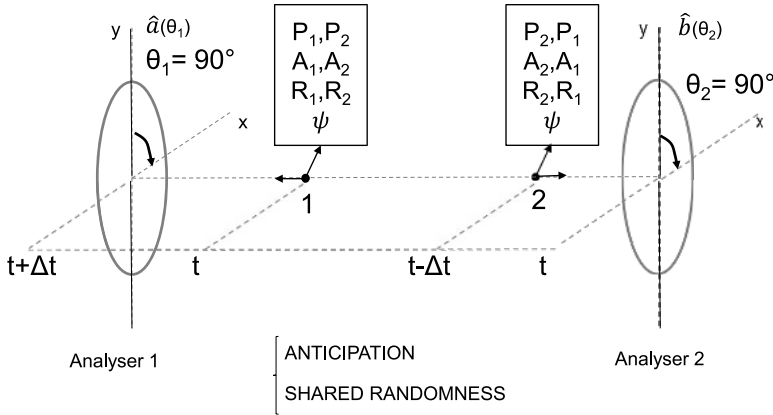 y
â(θ₁)
θ₁= 90°
x
P₁,P₂
A₁,A₂
R₁,R₂
ψ
P₂,P₁
A₂,A₁
R₂,R₁
ψ
y
b̂(θ₂)
θ₂= 90°
x
1
2
t+Δt
t
t-Δt
t
Analyser 1
ANTICIPATION
SHARED RANDOMNESS
Analyser 2